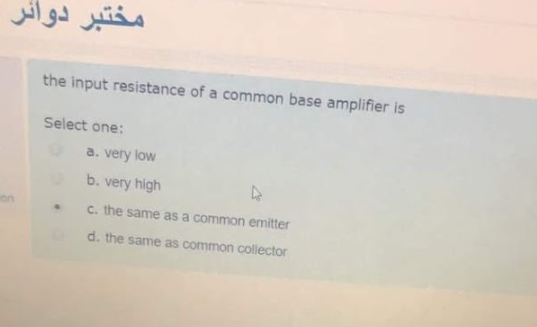 مختبر دوائر
the input resistance of a common base amplifier is
Select one:
a. very low
b. very high
c. the same as a common emitter
d. the same as common collector